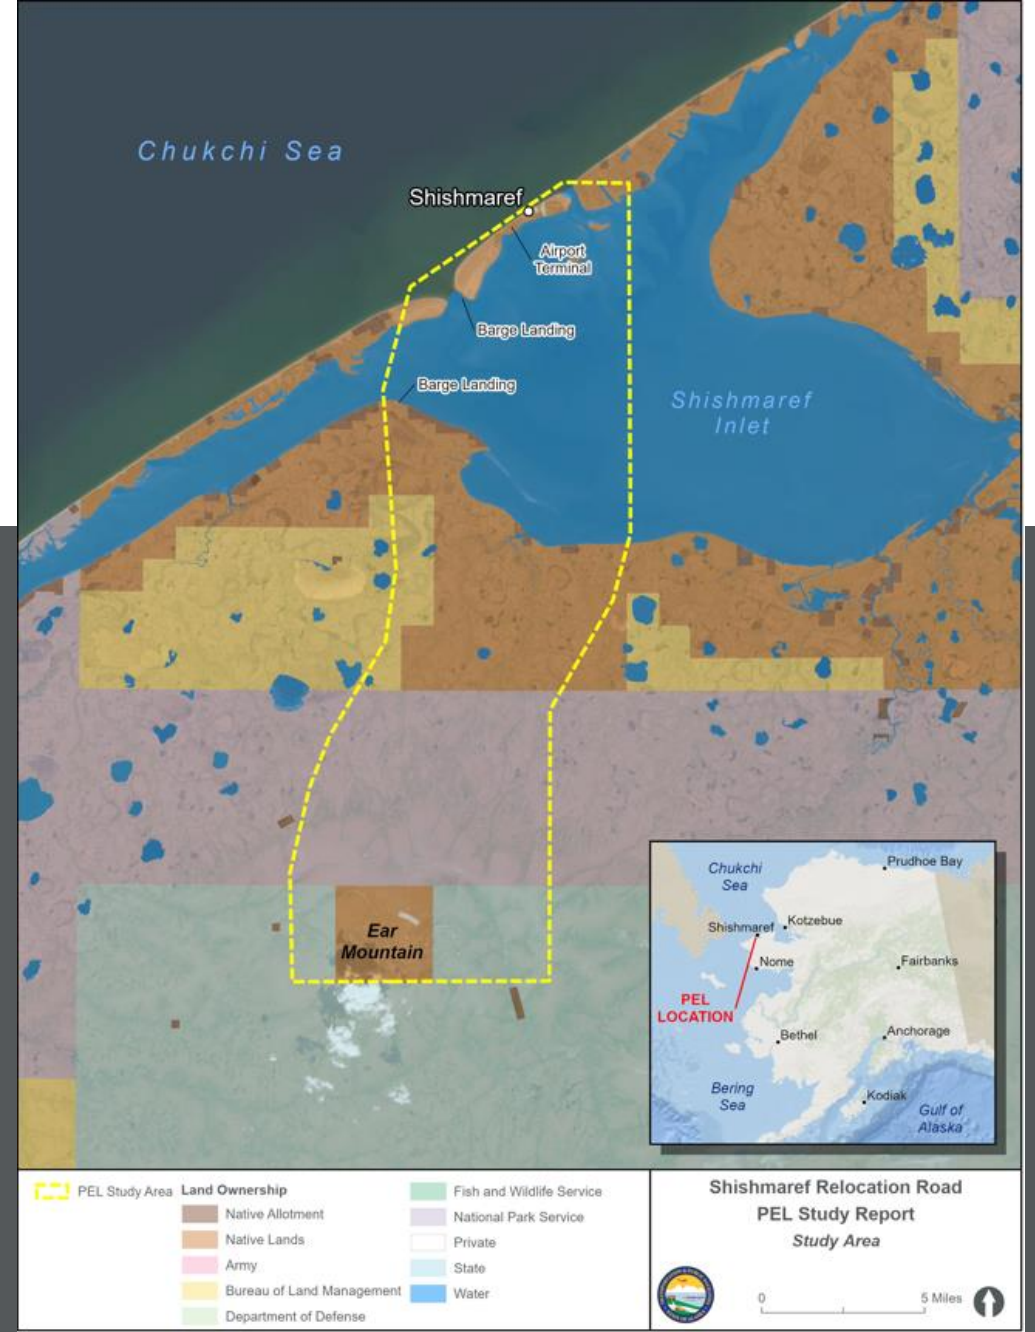 Chukchi Sea
Shishmaref
Airport
Terminal
Barge Landing
Barge Landing
Shishmaref
Inlet
Ear
Mountain
Chukchi
Sea
Prudhoe Bay
Shishmaref
Kotzebue
Nome
Fairbanks
PEL
LOCATION
Bethel
Anchorage
Bering
Sea
Kodiak
Gulf of
Alaska
PEL Study Area
Land Ownership
Native Allotment
Native Lands
Army
Bureau of Land Management
Department of Defense
Fish and Wildlife Service
National Park Service
Private
State
Water
Shishmaref Relocation Road
PEL Study Report
Study Area
0
5 Miles